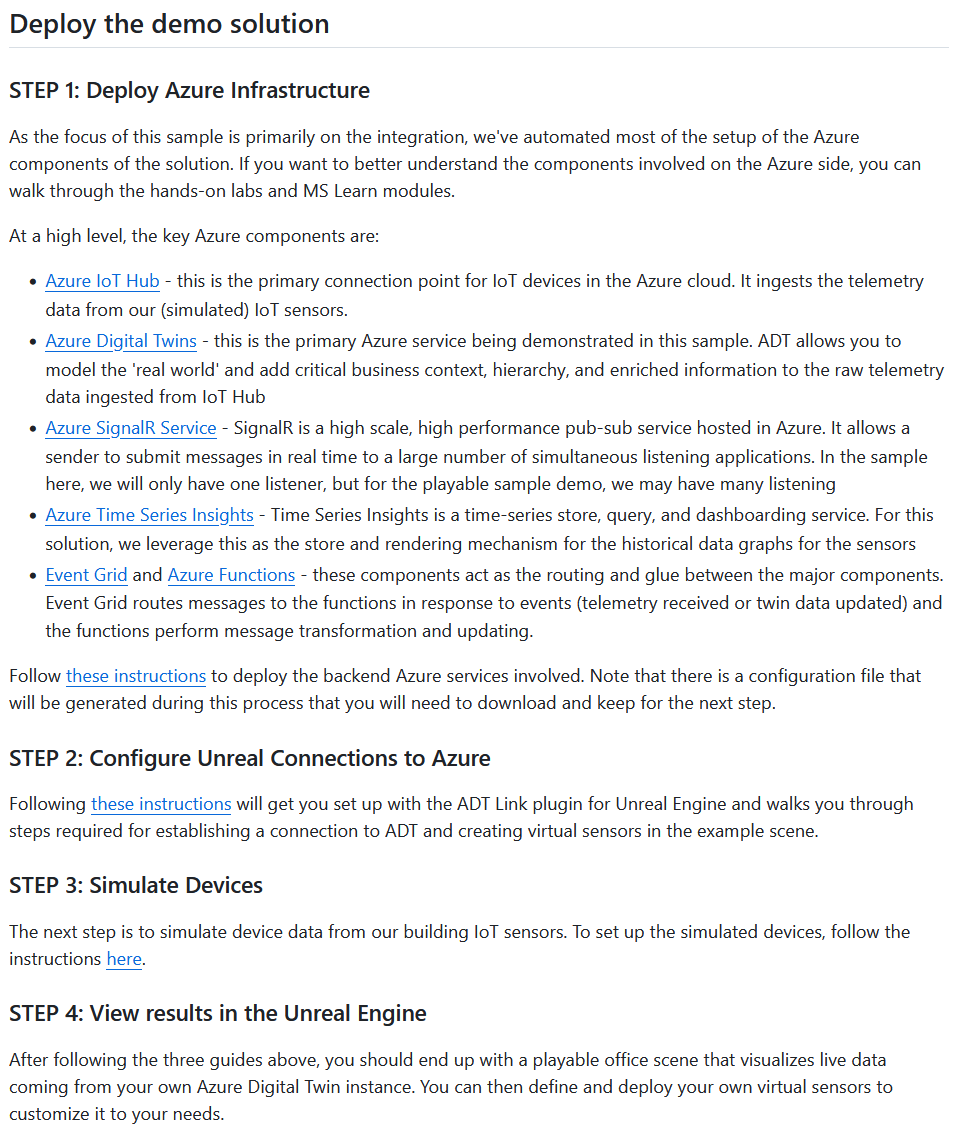 Deploy the demo solution
STEP 1: Deploy Azure Infrastructure
As the focus of this sample is primarily on the integration, we've automated most of the setup of the Azure
components of the solution. If you want to better understand the components involved on the Azure side, you can
walk through the hands-on labs and MS Learn modules.
At a high level, the key Azure components are:
• Azure IoT Hub - this is the primary connection point for IoT devices in the Azure cloud. It ingests the telemetry
data from our (simulated) IoT sensors.
• Azure Digital Twins - this is the primary Azure service being demonstrated in this sample. ADT allows you to
model the 'real world' and add critical business context, hierarchy, and enriched information to the raw telemetry
data ingested from IoT Hub
• Azure SignalR Service - SignalR is a high scale, high performance pub-sub service hosted in Azure. It allows a
sender to submit messages in real time to a large number of simultaneous listening applications. In the sample
here, we will only have one listener, but for the playable sample demo, we may have many listening
• Azure Time Series Insights - Time Series Insights is a time-series store, query, and dashboarding service. For this
solution, we leverage this as the store and rendering mechanism for the historical data graphs for the sensors
• Event Grid and Azure Functions - these components act as the routing and glue between the major components.
Event Grid routes messages to the functions in response to events (telemetry received or twin data updated) and
the functions perform message transformation and updating.
Follow these instructions to deploy the backend Azure services involved. Note that there is a configuration file that
will be generated during this process that you will need to download and keep for the next step.
STEP 2: Configure Unreal Connections to Azure
Following these instructions will get you set up with the ADT Link plugin for Unreal Engine and walks you through
steps required for establishing a connection to ADT and creating virtual sensors in the example scene.
STEP 3: Simulate Devices
The next step is to simulate device data from our building IoT sensors. To set up the simulated devices, follow the
instructions here.
STEP 4: View results in the Unreal Engine
After following the three guides above, you should end up with a playable office scene that visualizes live data
coming from your own Azure Digital Twin instance. You can then define and deploy your own virtual sensors to
customize it to your needs.